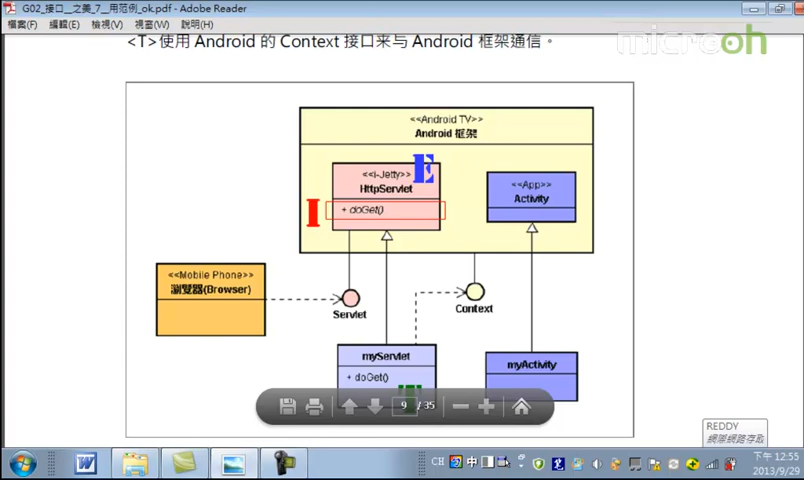 G02_接口__之美_7__用范例_ok.pdf - Adobe Reader
檔案(F) 編輯(E) 檢視(V) 視窗(W) 說明(H)
microoh
<T>使用 Android 的 Context 接口来与 Android 框架通信。
<<Android TV>>
Android 框架
E
<<i-Jetty>>
HttpServlet
<<App>>
Activity
I
+ doGet()
<<Mobile Phone>>
瀏覽器(Browser)
Servlet
Context
myServlet
+ doGet()
myActivity
9 / 35
REDDY
網際網路存取
CH 中
下午 12:55
2013/9/29